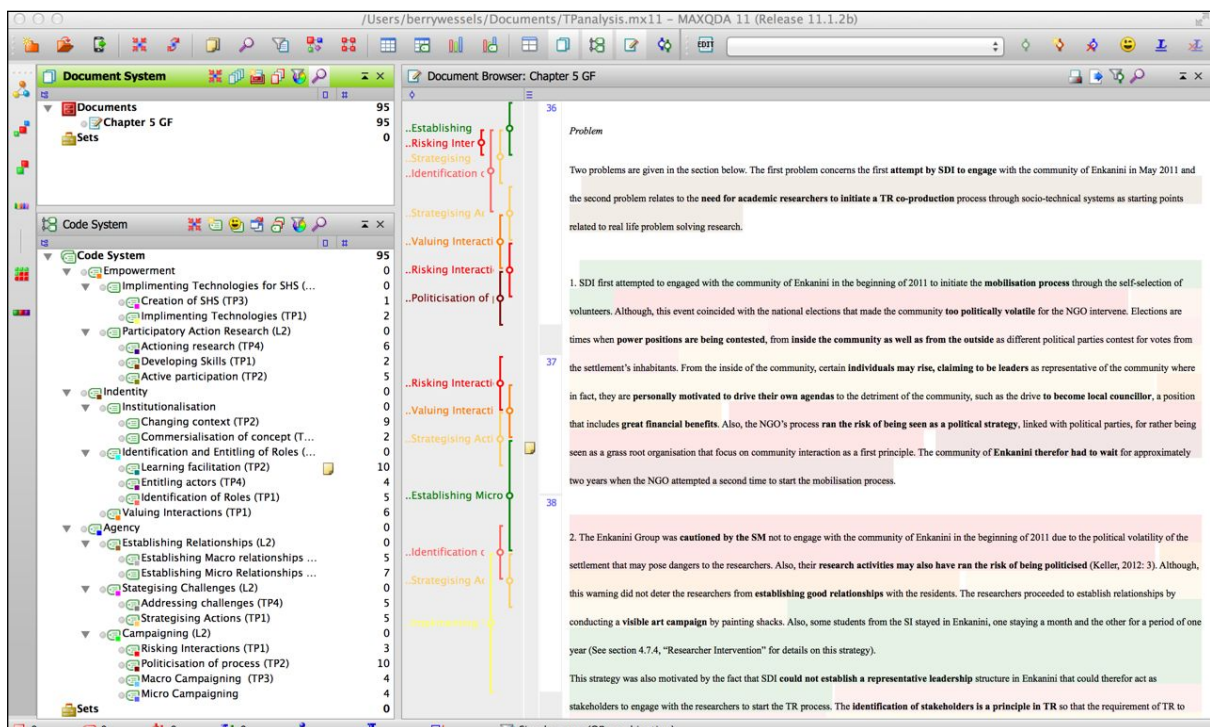 /Users/berrywessels/Documents/TPanalysis.mx11 - MAXQDA 11 (Release 11.1.2b)
EDIT
Document System
Documents 95
Chapter 5 GF 95
Sets 0
Code System
Code System 95
Empowerment 0
Implimenting Technologies for SHS (... 0
Creation of SHS (TP3) 1
Implimenting Technologies (TP1) 2
Participatory Action Research (L2) 0
Actioning research (TP4) 6
Developing Skills (TP1) 2
Active participation (TP2) 5
Indentity 0
Institutionalisation 0
Changing context (TP2) 9
Commersialisation of concept (T... 2
Identification and Entitling of Roles (... 0
Learning facilitation (TP2) 10
Entitling actors (TP4) 4
Identification of Roles (TP1) 5
Valuing Interactions (TP1) 6
Agency 0
Establishing Relationships (L2) 0
Establishing Macro relationships ... 5
Establishing Micro Relationships ... 7
Stategising Challenges (L2) 0
Addressing challenges (TP4) 5
Strategising Actions (TP1) 5
Campaigning (L2) 0
Risking Interactions (TP1) 3
Politicisation of process (TP2) 10
Macro Campaigning (TP3) 4
Micro Campaigning 4
Sets 0
Document Browser: Chapter 5 GF
..Establishing
..Risking Inter
..Strategising
..Identification c
..Strategising Ac
..Valuing Interacti
..Risking Interacti
..Politicisation of p
..Risking Interacti
..Valuing Interacti
..Strategising Acti
..Establishing Micro
..Identification c
..Strategising Ac
36
Problem
Two problems are given in the section below. The first problem concerns the first attempt by SDI to engage with the community of Enkanini in May 2011 and
the second problem relates to the need for academic researchers to initiate a TR co-production process through socio-technical systems as starting points
related to real life problem solving research.
1. SDI first attempted to engaged with the community of Enkanini in the beginning of 2011 to initiate the mobilisation process through the self-selection of
volunteers. Although, this event coincided with the national elections that made the community too politically volatile for the NGO intervene. Elections are
times when power positions are being contested, from inside the community as well as from the outside as different political parties contest for votes from
37
the settlement's inhabitants. From the inside of the community, certain individuals may rise, claiming to be leaders as representative of the community where
in fact, they are personally motivated to drive their own agendas to the detriment of the community, such as the drive to become local councillor, a position
that includes great financial benefits. Also, the NGO's process ran the risk of being seen as a political strategy, linked with political parties, for rather being
seen as a grass root organisation that focus on community interaction as a first principle. The community of Enkanini therefor had to wait for approximately
two years when the NGO attempted a second time to start the mobilisation process.
38
2. The Enkanini Group was cautioned by the SM not to engage with the community of Enkanini in the beginning of 2011 due to the political volatility of the
settlement that may pose dangers to the researchers. Also, their research activities may also have ran the risk of being politicised (Keller, 2012: 3). Although,
this warning did not deter the researchers from establishing good relationships with the residents. The researchers proceeded to establish relationships by
conducting a visible art campaign by painting shacks. Also, some students from the SI stayed in Enkanini, one staying a month and the other for a period of one
year (See section 4.7.4, "Researcher Intervention" for details on this strategy).
This strategy was also motivated by the fact that SDI could not establish a representative leadership structure in Enkanini that could therefor act as
stakeholders to engage with the researchers to start the TR process. The identification of stakeholders is a principle in TR so that the requirement of TR to